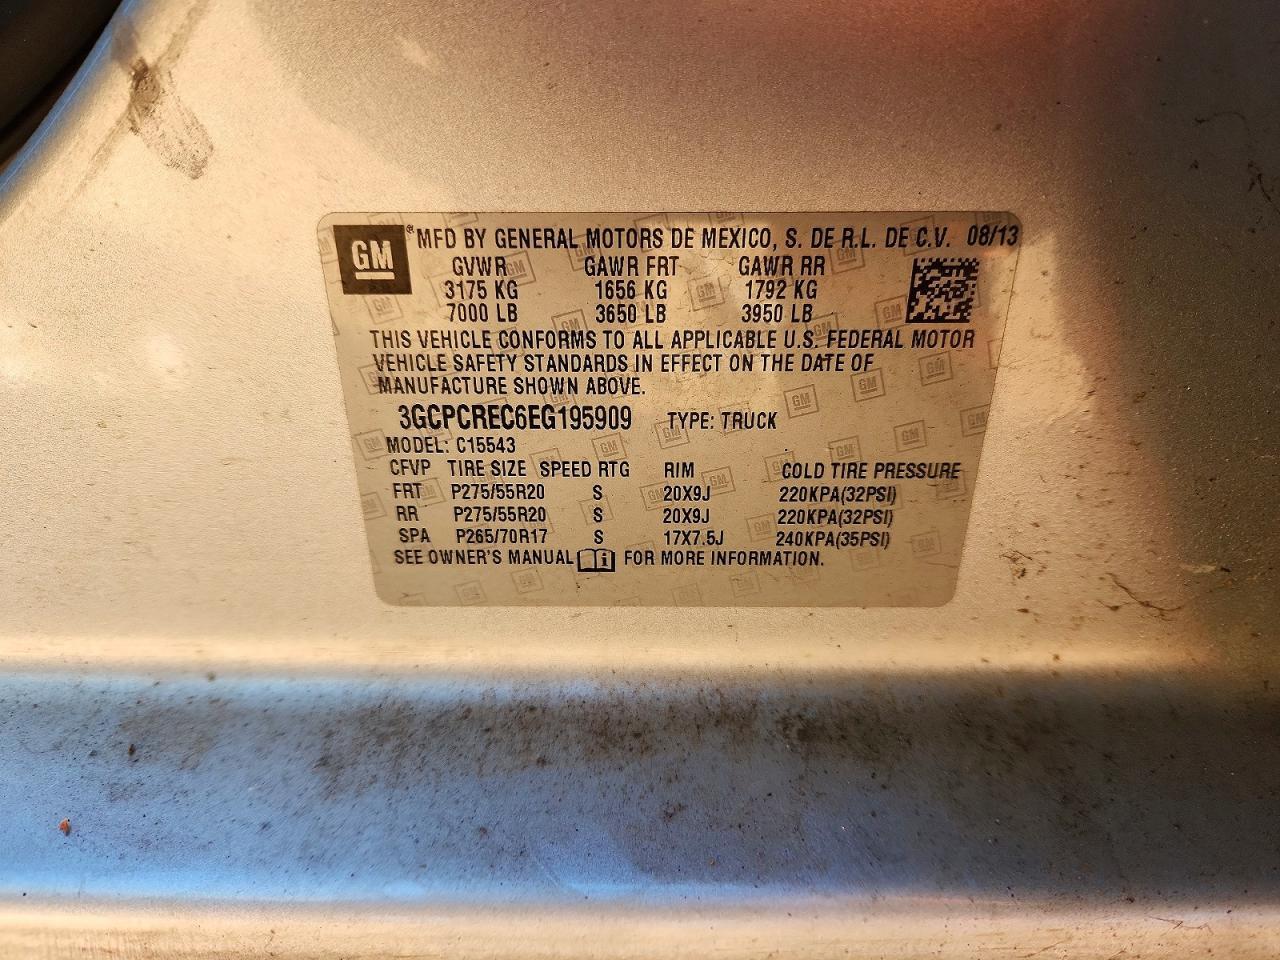 GM ® MFD BY GENERAL MOTORS DE MEXICO, S. DE R.L. DE C.V. 08/13
GVWR GAWR FRT GAWR RR
3175 KG 1656 KG 1792 KG
7000 LB 3650 LB 3950 LB
THIS VEHICLE CONFORMS TO ALL APPLICABLE U.S. FEDERAL MOTOR
VEHICLE SAFETY STANDARDS IN EFFECT ON THE DATE OF
MANUFACTURE SHOWN ABOVE.
3GCPCREC6EG195909 TYPE: TRUCK
MODEL: C15543
CFVP TIRE SIZE SPEED RTG RIM COLD TIRE PRESSURE
FRT P275/55R20 S 20X9J 220KPA(32PSI)
RR P275/55R20 S 20X9J 220KPA(32PSI)
SPA P265/70R17 S 17X7.5J 240KPA(35PSI)
SEE OWNER'S MANUAL i FOR MORE INFORMATION.